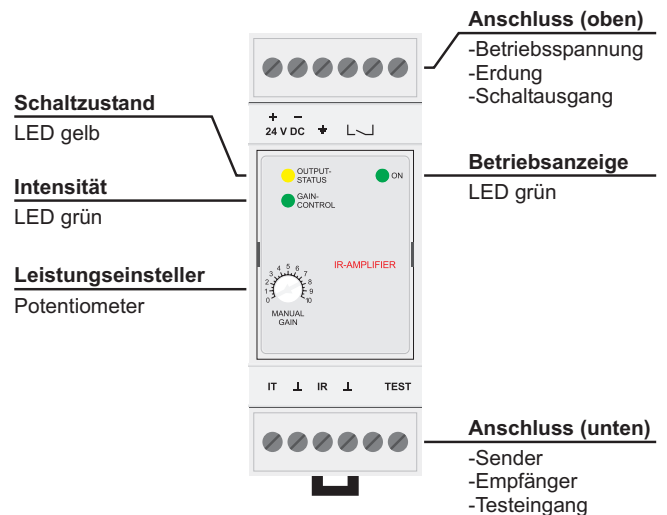 Anschluss (oben)
-Betriebsspannung
-Erdung
-Schaltausgang
Schaltzustand
LED gelb
Intensität
LED grün
Leistungseinsteller
Potentiometer
+ −
24 V DC
OUTPUT-
STATUS
ON
GAIN-
CONTROL
IR-AMPLIFIER
0 1 2 3 4 5 6 7 8 9 10
MANUAL
GAIN
IT ⊥ IR ⊥ TEST
Betriebsanzeige
LED grün
Anschluss (unten)
-Sender
-Empfänger
-Testeingang